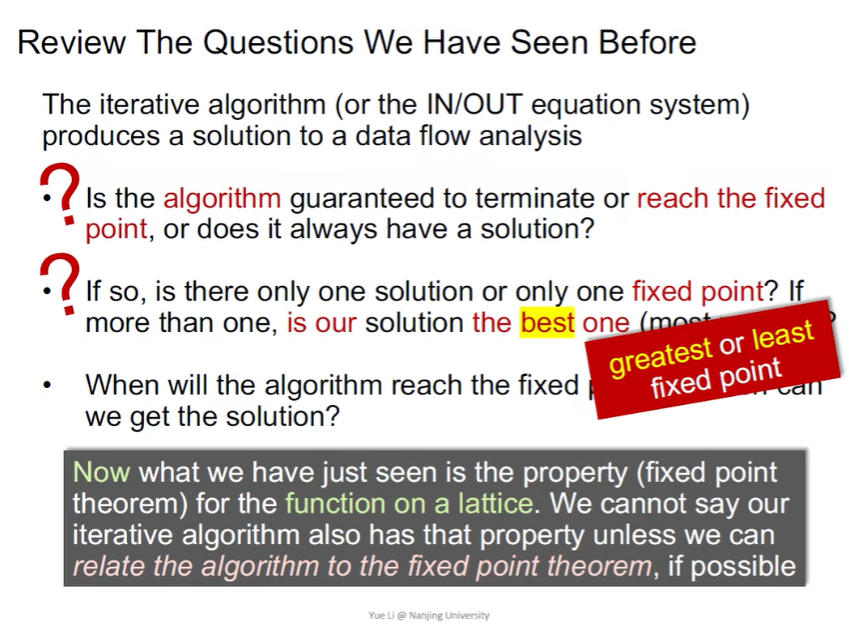 Review The Questions We Have Seen Before
The iterative algorithm (or the IN/OUT equation system)
produces a solution to a data flow analysis
? • Is the algorithm guaranteed to terminate or reach the fixed
point, or does it always have a solution?
? • If so, is there only one solution or only one fixed point? If
more than one, is our solution the best one (most ?
greatest or least
fixed point
• When will the algorithm reach the fixed can
we get the solution?
Now what we have just seen is the property (fixed point
theorem) for the function on a lattice. We cannot say our
iterative algorithm also has that property unless we can
relate the algorithm to the fixed point theorem, if possible
Yue Li @ Nanjing University